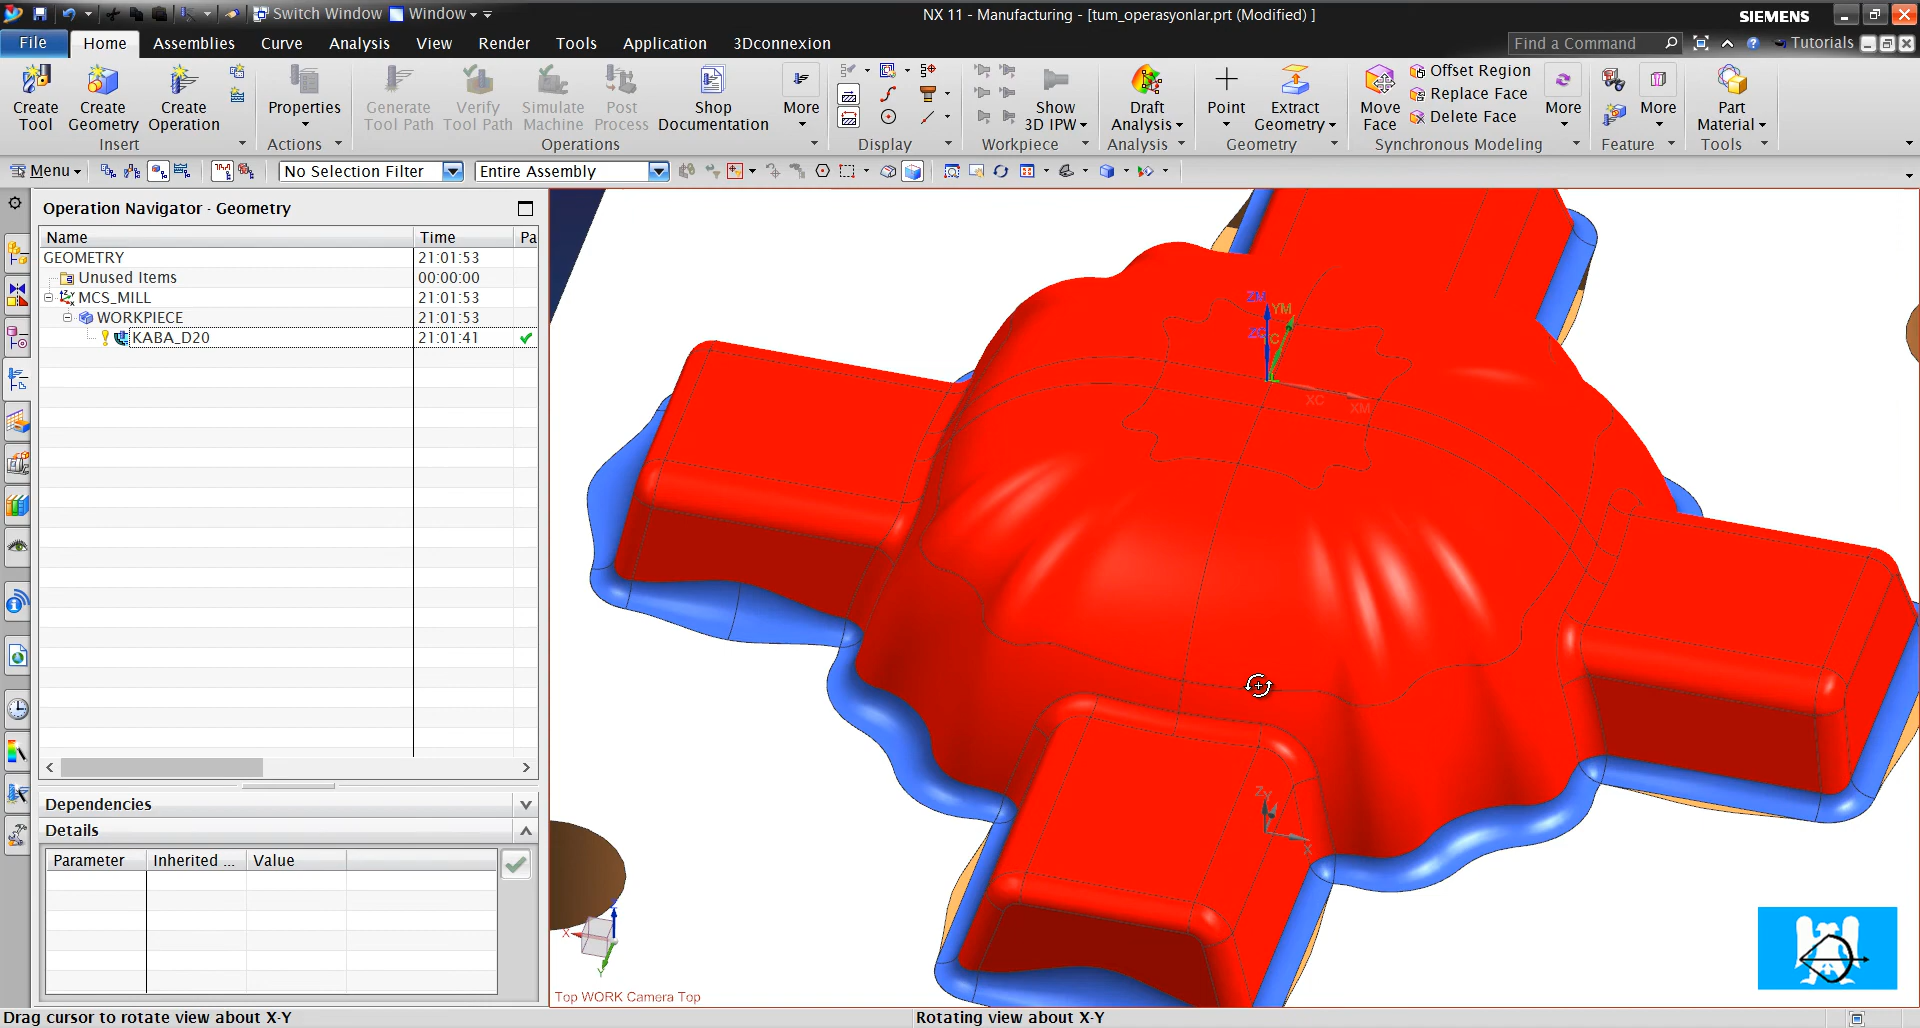 Switch Window Window
NX 11 - Manufacturing - [tum_operasyonlar.prt (Modified) ]
SIEMENS
File Home Assemblies Curve Analysis View Render Tools Application 3Dconnexion
Find a Command
Tutorials
Create Tool
Create Geometry
Create Operation
Insert
Properties
Actions
Generate Tool Path
Verify Tool Path
Simulate Machine
Post Process
Shop Documentation
More
Operations
Display
Show 3D IPW
Workpiece
Draft Analysis
Analysis
Point
Extract Geometry
Geometry
Move Face
Offset Region
Replace Face
Delete Face
More
Synchronous Modeling
More
Feature
Part Material
Tools
Menu
No Selection Filter
Entire Assembly
Operation Navigator - Geometry
Name Time Pa
GEOMETRY 21:01:53
Unused Items 00:00:00
MCS_MILL 21:01:53
WORKPIECE 21:01:53
KABA_D20 21:01:41
Dependencies
Details
Parameter Inherited ... Value
ZM
YM
ZC
C
XC
XM
Z
Y
X
X
Y
Top WORK Camera Top
Drag cursor to rotate view about X-Y
Rotating view about X-Y